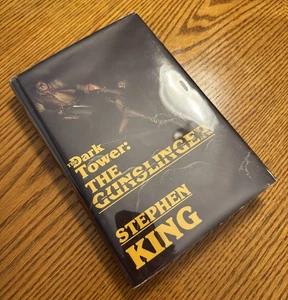 The Dark
Tower:
THE
GUNSLINGER
STEPHEN
KING